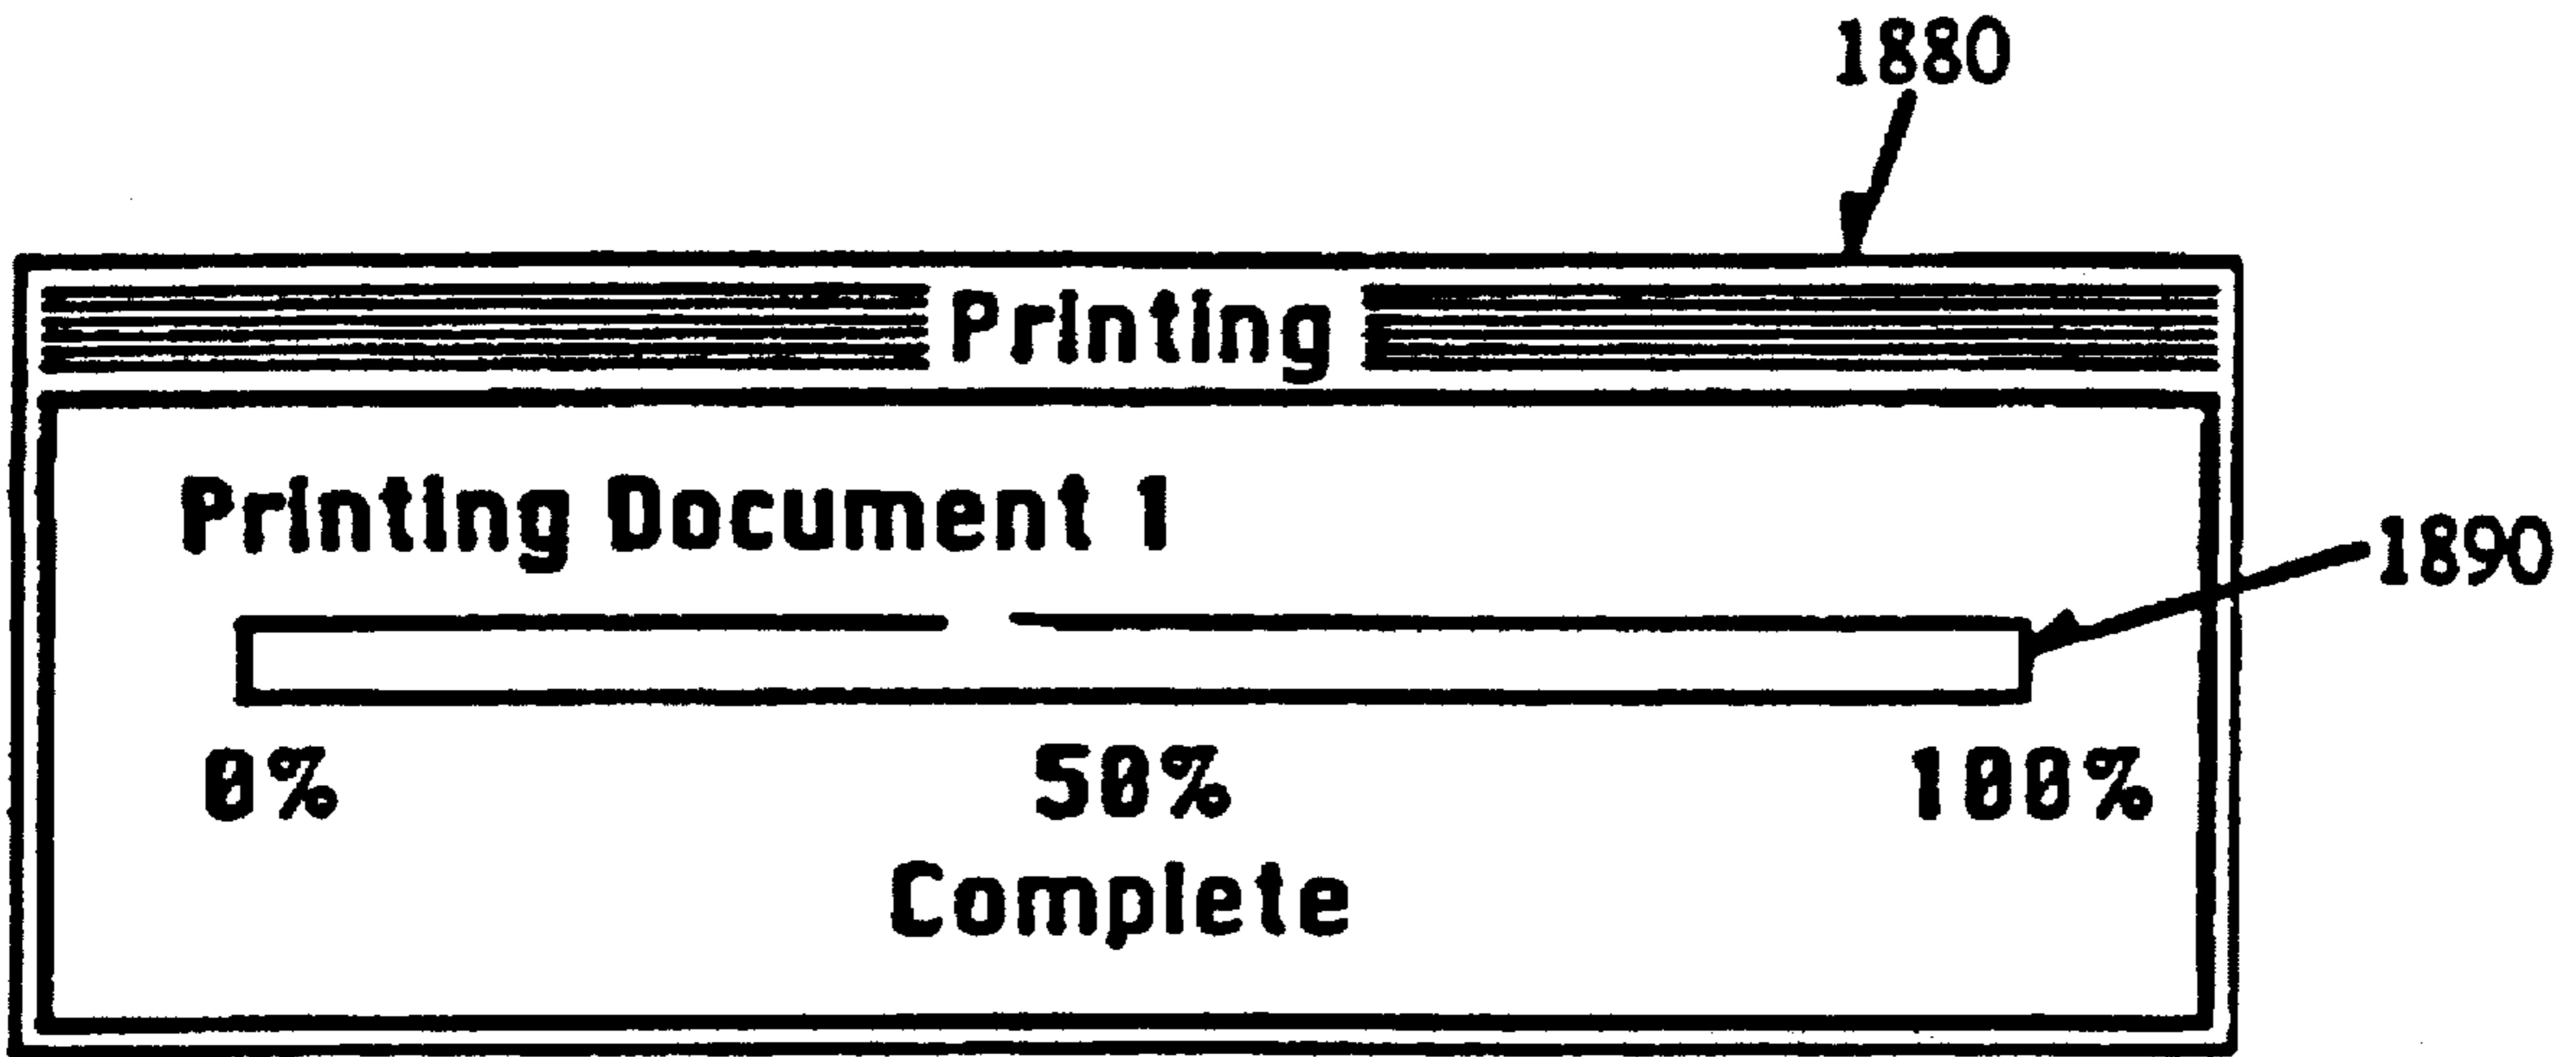 1880
Printing
Printing Document 1
1890
0% 50% 100%
Complete